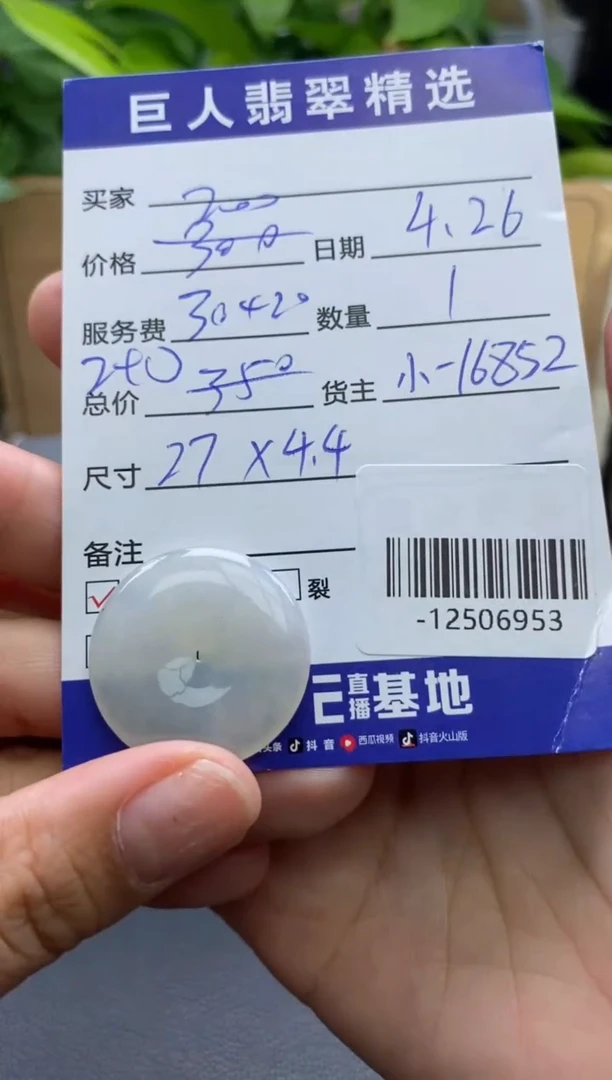 巨人翡翠精选
买家
价格 300 日期 4.26
服务费 30+20 数量 1
240
总价 350 货主 小-16852
尺寸 27 x 4.4
备注
裂
-12506953
直播基地
头条 抖音 西瓜视频 抖音火山版